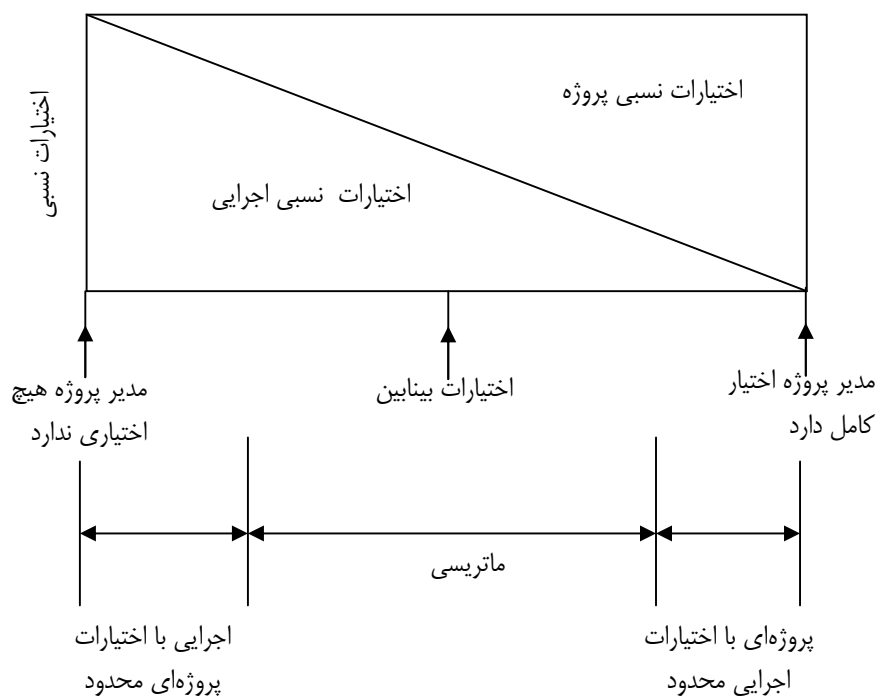 اختیارات نسبی
اختیارات نسبی پروژه
اختیارات نسبی اجرایی
مدیر پروژه اختیار
کامل دارد
اختیارات بینابین
مدیر پروژه هیچ
اختیاری ندارد
ماتریسی
پروژه‌ای با اختیارات
اجرایی محدود
اجرایی با اختیارات
پروژه‌ای محدود